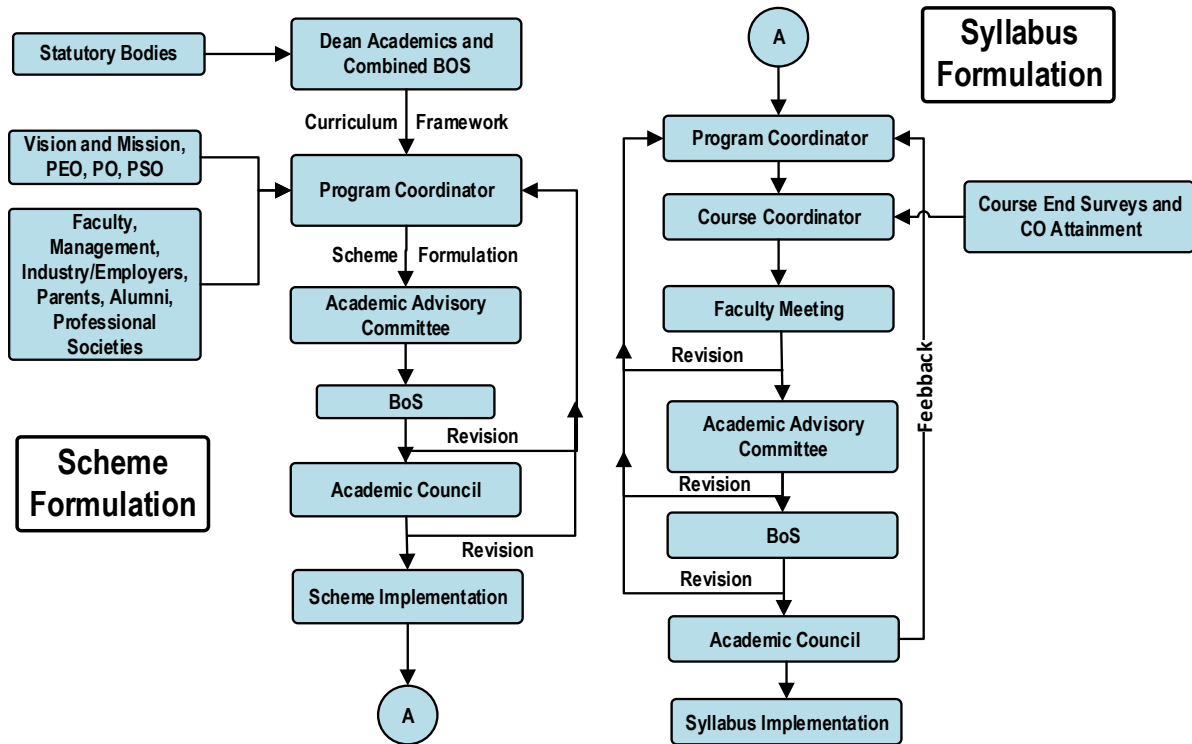 Statutory Bodies
Dean Academics and
Combined BOS
Curriculum Framework
Vision and Mission,
PEO, PO, PSO
Program Coordinator
Faculty,
Management,
Industry/Employers,
Parents, Alumni,
Professional
Societies
Scheme Formulation
Academic Advisory
Committee
BoS
Revision
Scheme
Formulation
Academic Council
Revision
Scheme Implementation
A
A
Syllabus
Formulation
Program Coordinator
Course Coordinator
Course End Surveys and
CO Attainment
Faculty Meeting
Revision
Feebback
Academic Advisory
Committee
Revision
BoS
Revision
Academic Council
Syllabus Implementation